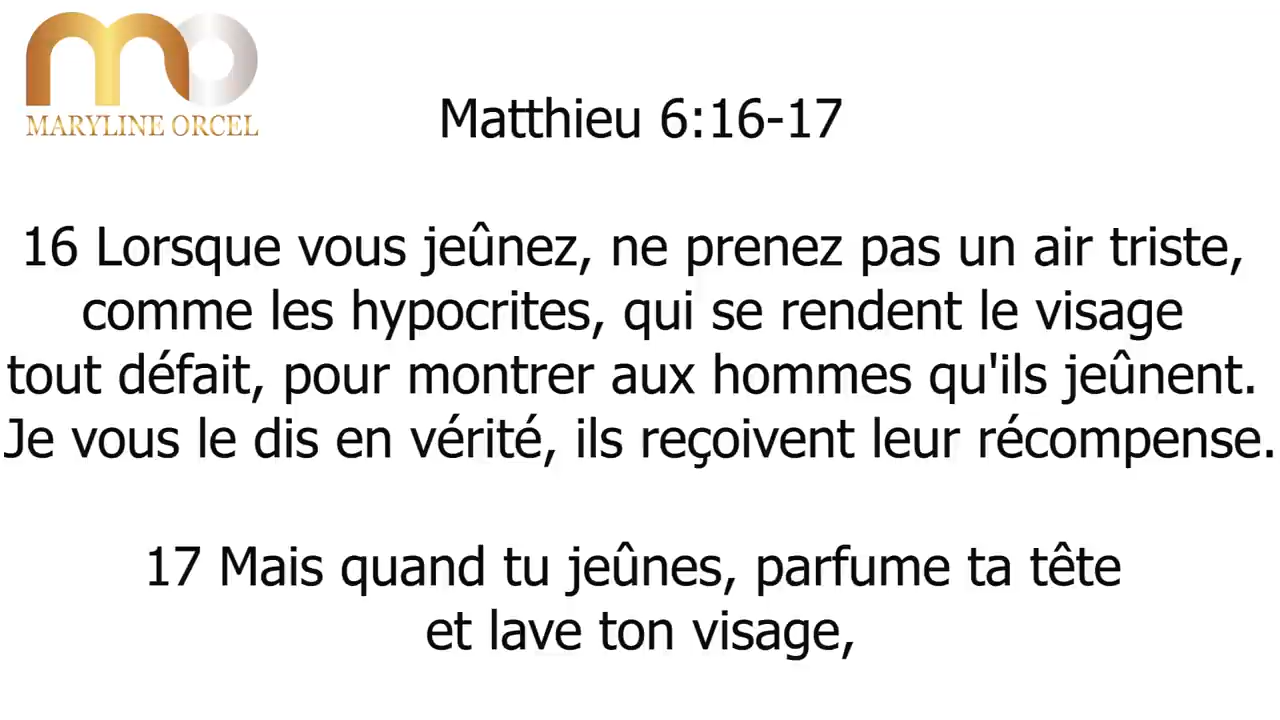 mo
MARYLINE ORCEL
Matthieu 6:16-17
16 Lorsque vous jeûnez, ne prenez pas un air triste,
comme les hypocrites, qui se rendent le visage
tout défait, pour montrer aux hommes qu'ils jeûnent.
Je vous le dis en vérité, ils reçoivent leur récompense.
17 Mais quand tu jeûnes, parfume ta tête
et lave ton visage,